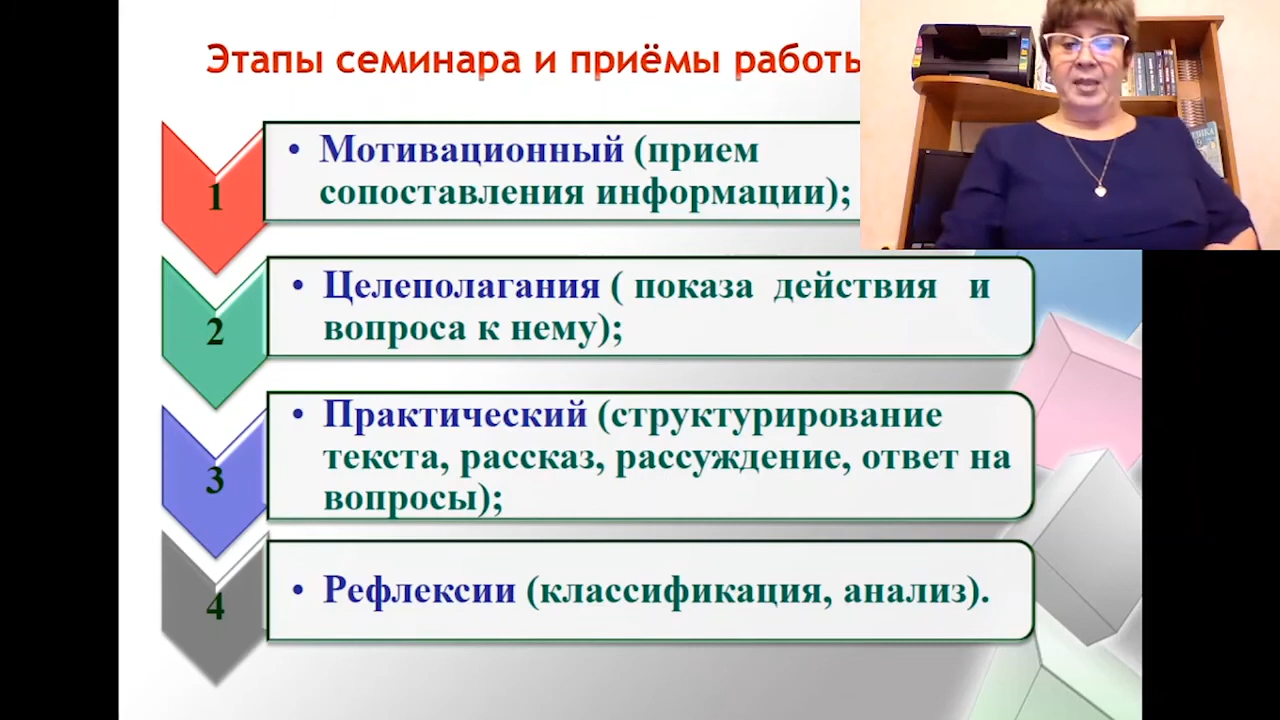 Этапы семинара и приёмы работы
1
• Мотивационный (прием
сопоставления информации);
2
• Целеполагания ( показа действия и
вопроса к нему);
3
• Практический (структурирование
текста, рассказ, рассуждение, ответ на
вопросы);
4
• Рефлексии (классификация, анализ).